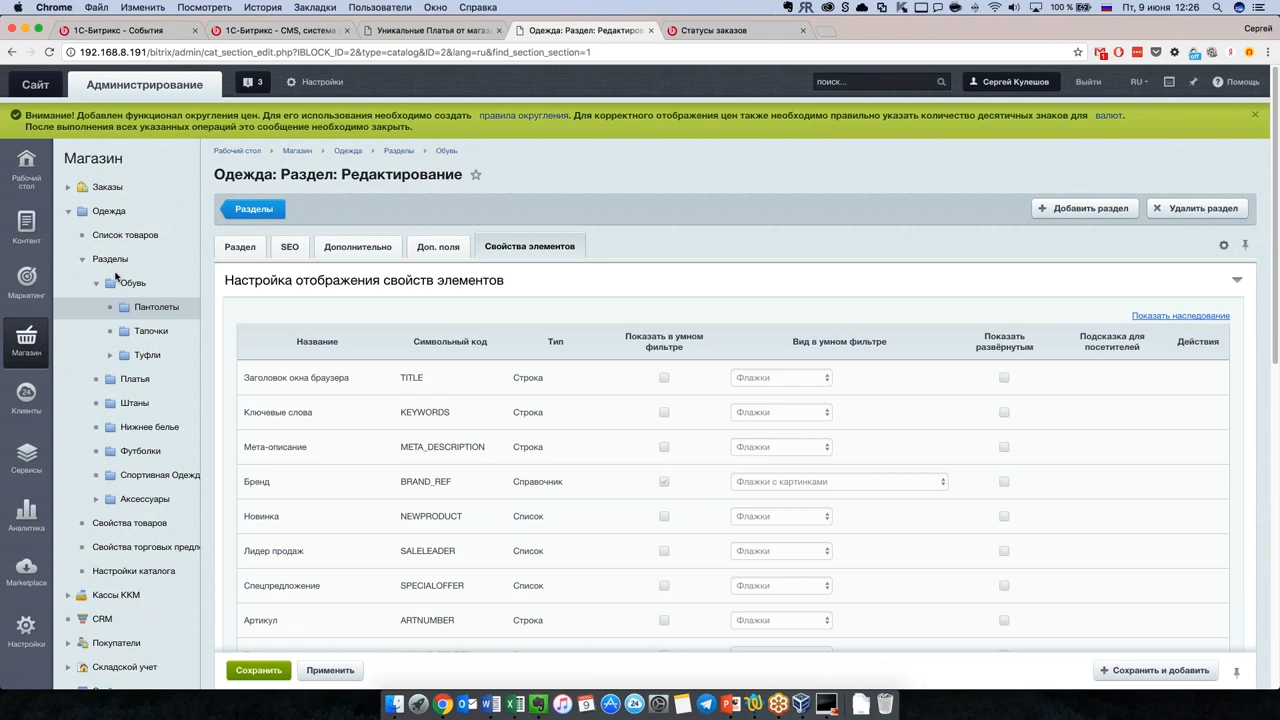 Chrome Файл Изменить Посмотреть История Закладки Пользователи Окно Справка
100 % Пт, 9 июня 12:26
1С-Битрикс - События
1С-Битрикс - CMS, система
Уникальные Платья от магаз
Одежда: Раздел: Редактиров
Статусы заказов
Сергей
192.168.8.191/bitrix/admin/cat_section_edit.php?IBLOCK_ID=2&type=catalog&ID=2&lang=ru&find_section_section=1
Сайт
Администрирование
3
Настройки
поиск...
Сергей Кулешов
Выйти
RU
Помощь
Внимание! Добавлен функционал округления цен. Для его использования необходимо создать правила округления. Для корректного отображения цен также необходимо правильно указать количество десятичных знаков для валют.
После выполнения всех указанных операций это сообщение необходимо закрыть.
Рабочий стол
Контент
Маркетинг
Магазин
Клиенты
24
Сервисы
Аналитика
Marketplace
Настройки
Магазин
Заказы
Одежда
Список товаров
Разделы
Обувь
Пантолеты
Тапочки
Туфли
Платья
Штаны
Нижнее белье
Футболки
Спортивная Одежд
Аксессуары
Свойства товаров
Свойства торговых предл
Настройки каталога
Кассы ККМ
CRM
Покупатели
Складской учет
Рабочий стол Магазин Одежда Разделы Обувь
Одежда: Раздел: Редактирование
Разделы
Добавить раздел
Удалить раздел
Раздел SEO Дополнительно Доп. поля Свойства элементов
Настройка отображения свойств элементов
Показать наследование
Название Символьный код Тип Показать в умном фильтре Вид в умном фильтре Показать развёрнутым Подсказка для посетителей Действия
Заголовок окна браузера TITLE Строка Флажки
Ключевые слова KEYWORDS Строка Флажки
Мета-описание META_DESCRIPTION Строка Флажки
Бренд BRAND_REF Справочник Флажки с картинками
Новинка NEWPRODUCT Список Флажки
Лидер продаж SALELEADER Список Флажки
Спецпредложение SPECIALOFFER Список Флажки
Артикул ARTNUMBER Строка Флажки
Сохранить
Применить
Сохранить и добавить